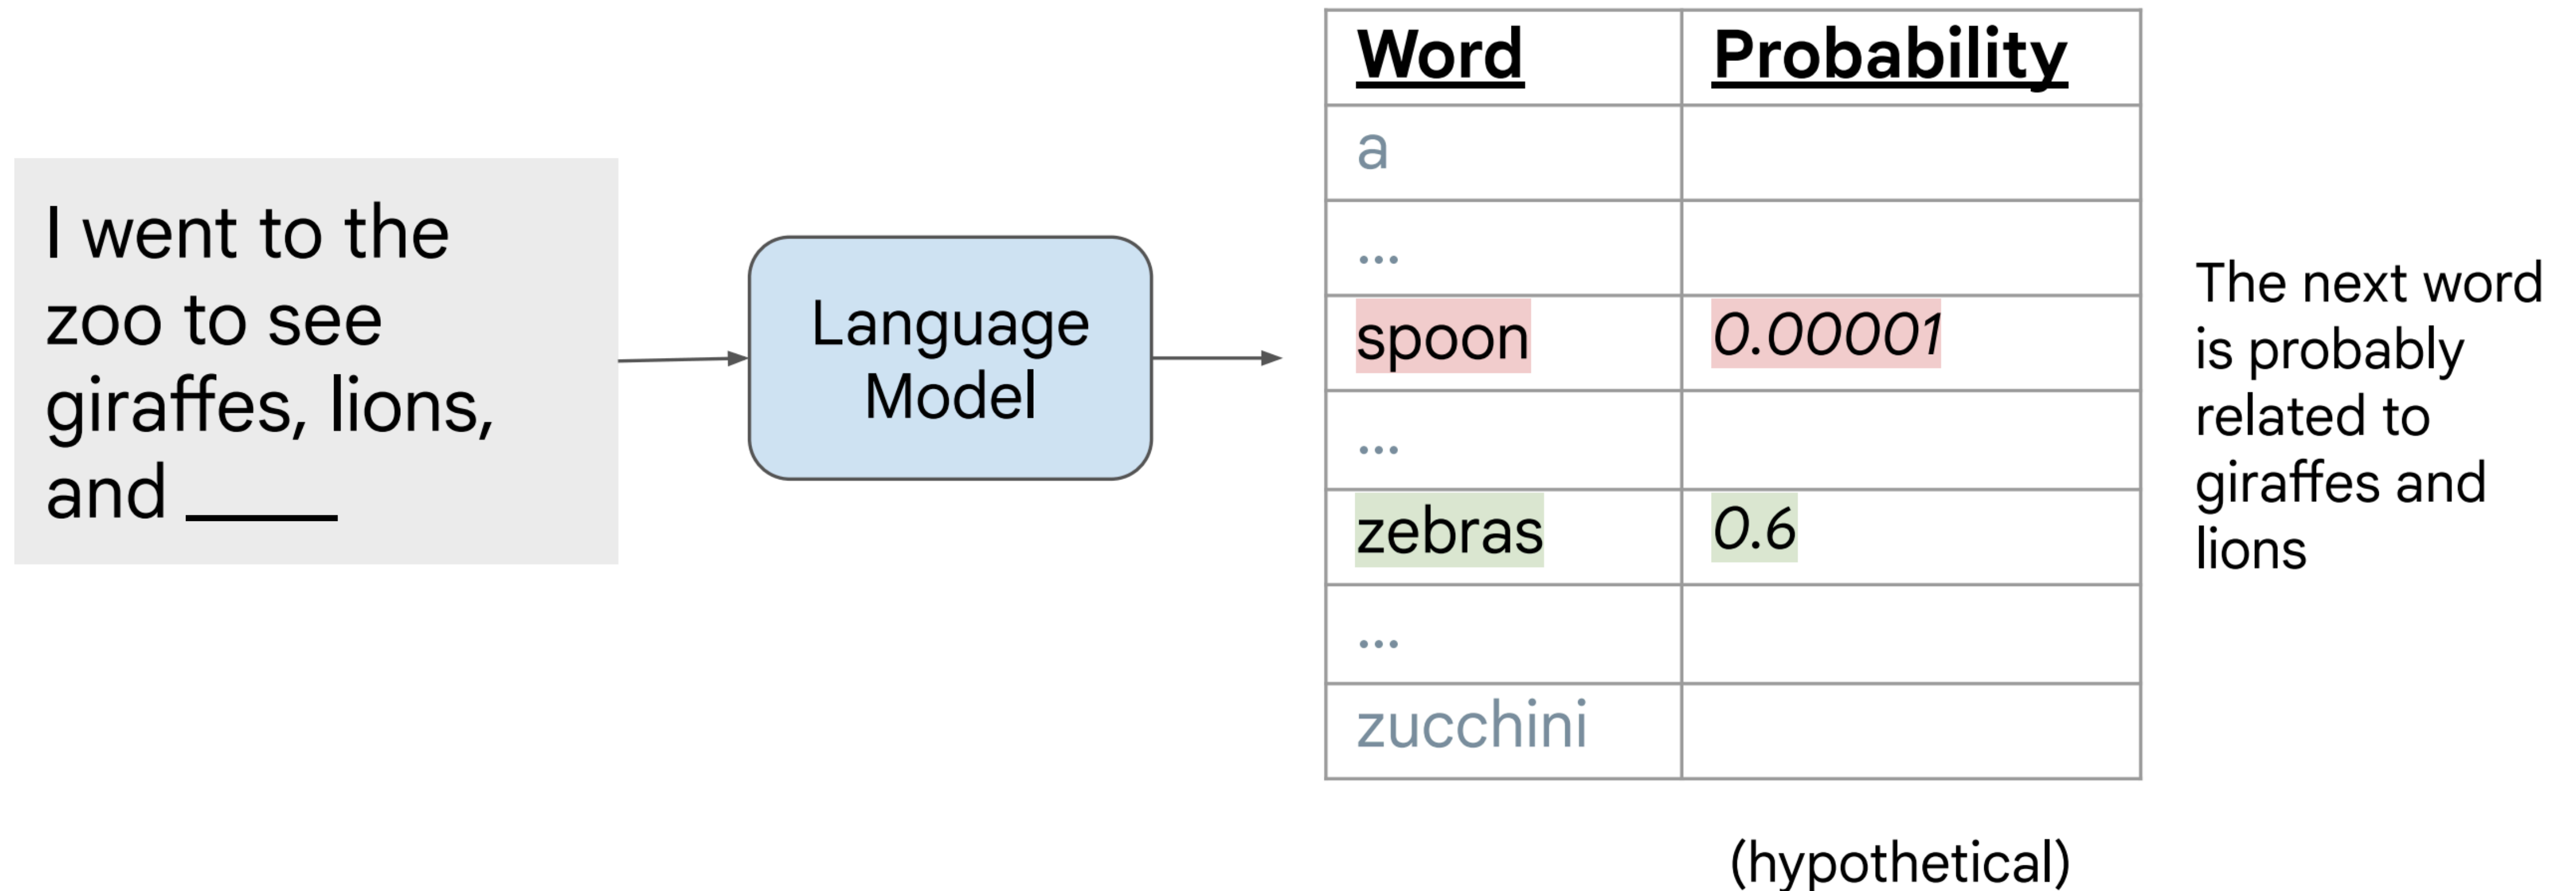 I went to the
zoo to see
giraffes, lions,
and ____
Language
Model
Word Probability
a
...
spoon 0.00001
...
zebras 0.6
...
zucchini
(hypothetical)
The next word
is probably
related to
giraffes and
lions